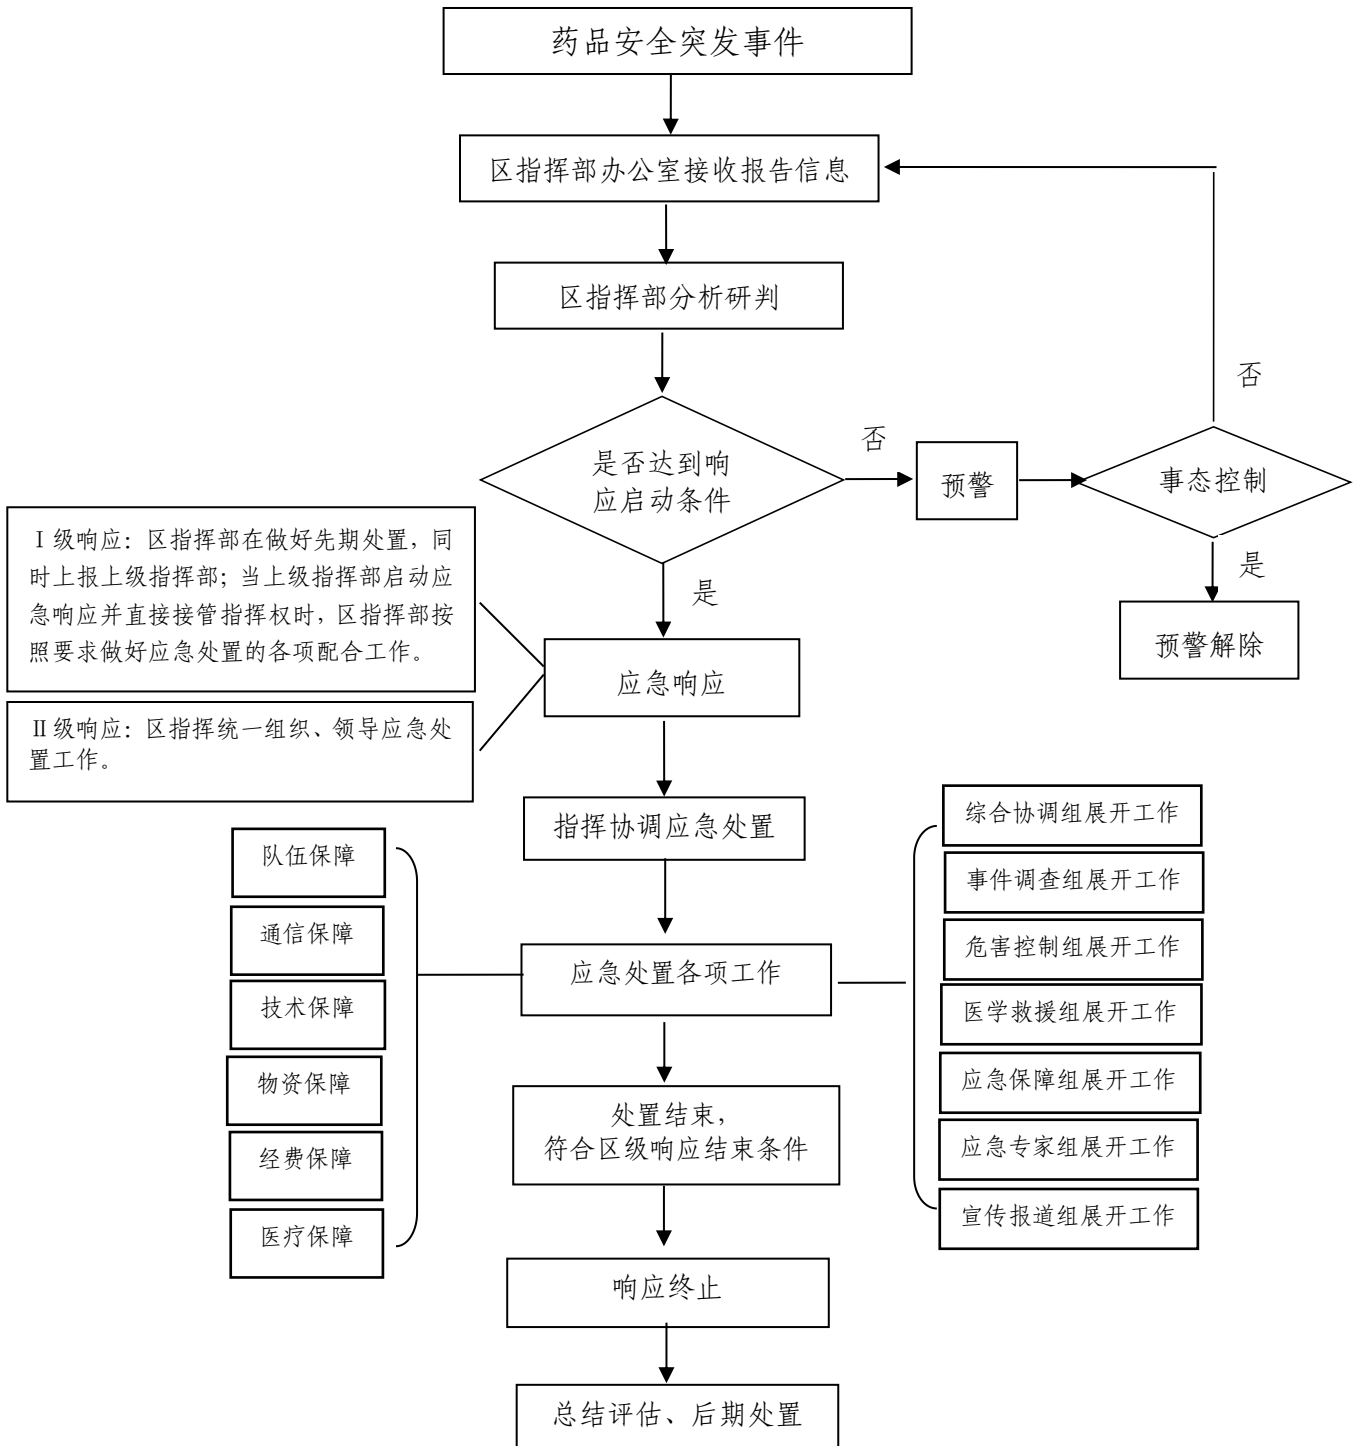 药品安全突发事件
区指挥部办公室接收报告信息
区指挥部分析研判
否
是否达到响
应启动条件
否
预警
事态控制
Ⅰ级响应：区指挥部在做好先期处置，同
时上报上级指挥部；当上级指挥部启动应
急响应并直接接管指挥权时，区指挥部按
照要求做好应急处置的各项配合工作。
是
是
预警解除
应急响应
Ⅱ级响应：区指挥统一组织、领导应急处
置工作。
指挥协调应急处置
队伍保障
通信保障
技术保障
物资保障
经费保障
医疗保障
应急处置各项工作
综合协调组展开工作
事件调查组展开工作
危害控制组展开工作
医学救援组展开工作
应急保障组展开工作
应急专家组展开工作
宣传报道组展开工作
处置结束，
符合区级响应结束条件
响应终止
总结评估、后期处置